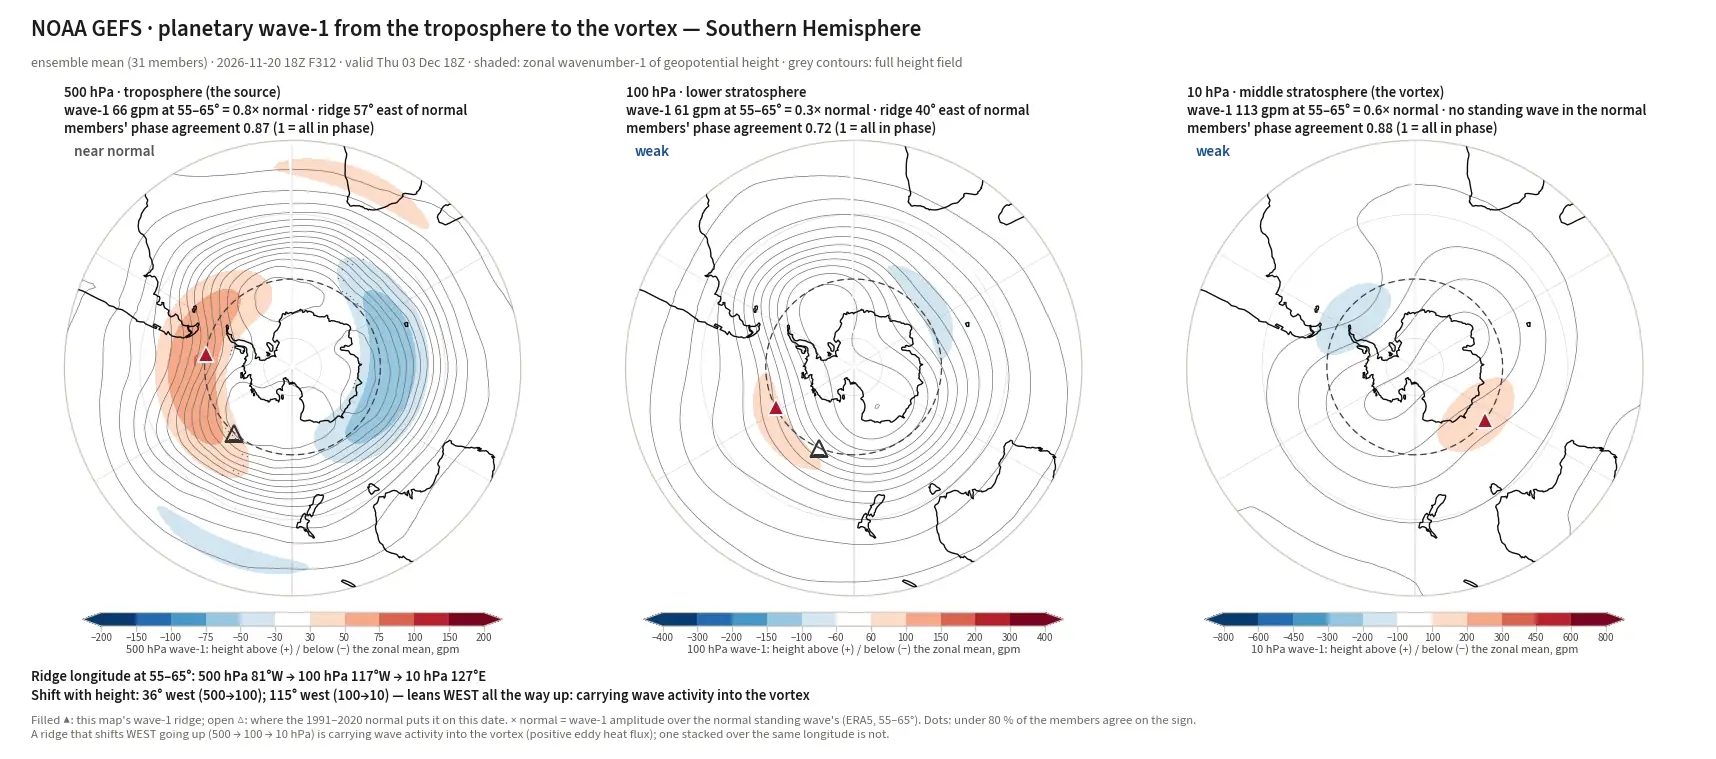 NOAA GEFS · planetary wave-1 from the troposphere to the vortex — Southern Hemisphere
ensemble mean (31 members) · 2026-11-20 18Z F312 · valid Thu 03 Dec 18Z · shaded: zonal wavenumber-1 of geopotential height · grey contours: full height field
500 hPa · troposphere (the source)
wave-1 66 gpm at 55–65° = 0.8× normal · ridge 57° east of normal
members' phase agreement 0.87 (1 = all in phase)
near normal
100 hPa · lower stratosphere
wave-1 61 gpm at 55–65° = 0.3× normal · ridge 40° east of normal
members' phase agreement 0.72 (1 = all in phase)
weak
10 hPa · middle stratosphere (the vortex)
wave-1 113 gpm at 55–65° = 0.6× normal · no standing wave in the normal
members' phase agreement 0.88 (1 = all in phase)
weak
−200 −150 −100 −75 −50 −30 30 50 75 100 150 200
500 hPa wave-1: height above (+) / below (−) the zonal mean, gpm
−400 −300 −200 −150 −100 −60 60 100 150 200 300 400
100 hPa wave-1: height above (+) / below (−) the zonal mean, gpm
−800 −600 −450 −300 −200 −100 100 200 300 450 600 800
10 hPa wave-1: height above (+) / below (−) the zonal mean, gpm
Ridge longitude at 55–65°: 500 hPa 81°W → 100 hPa 117°W → 10 hPa 127°E
Shift with height: 36° west (500→100); 115° west (100→10) — leans WEST all the way up: carrying wave activity into the vortex
Filled ▲: this map's wave-1 ridge; open △: where the 1991–2020 normal puts it on this date. × normal = wave-1 amplitude over the normal standing wave's (ERA5, 55–65°). Dots: under 80 % of the members agree on the sign.
A ridge that shifts WEST going up (500 → 100 → 10 hPa) is carrying wave activity into the vortex (positive eddy heat flux); one stacked over the same longitude is not.